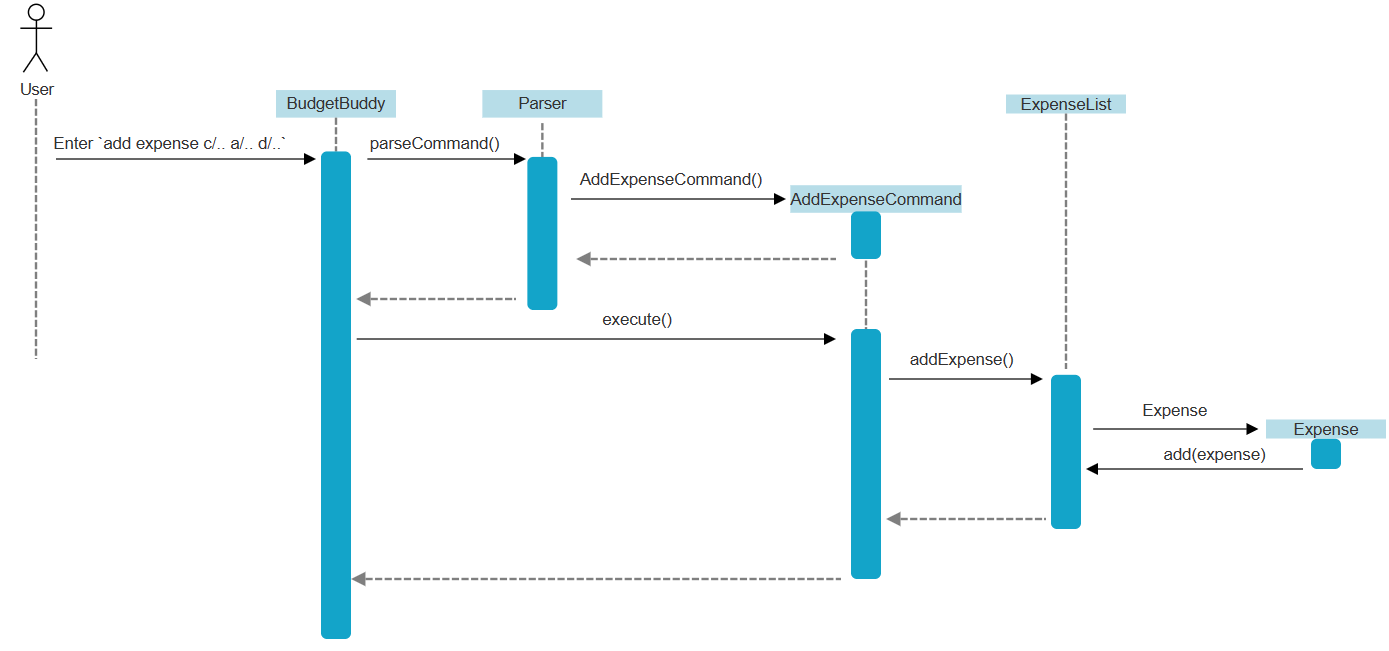 User
BudgetBuddy
Parser
ExpenseList
Enter `add expense c/.. a/.. d/..`
parseCommand()
AddExpenseCommand()
AddExpenseCommand
execute()
addExpense()
Expense
Expense
add(expense)